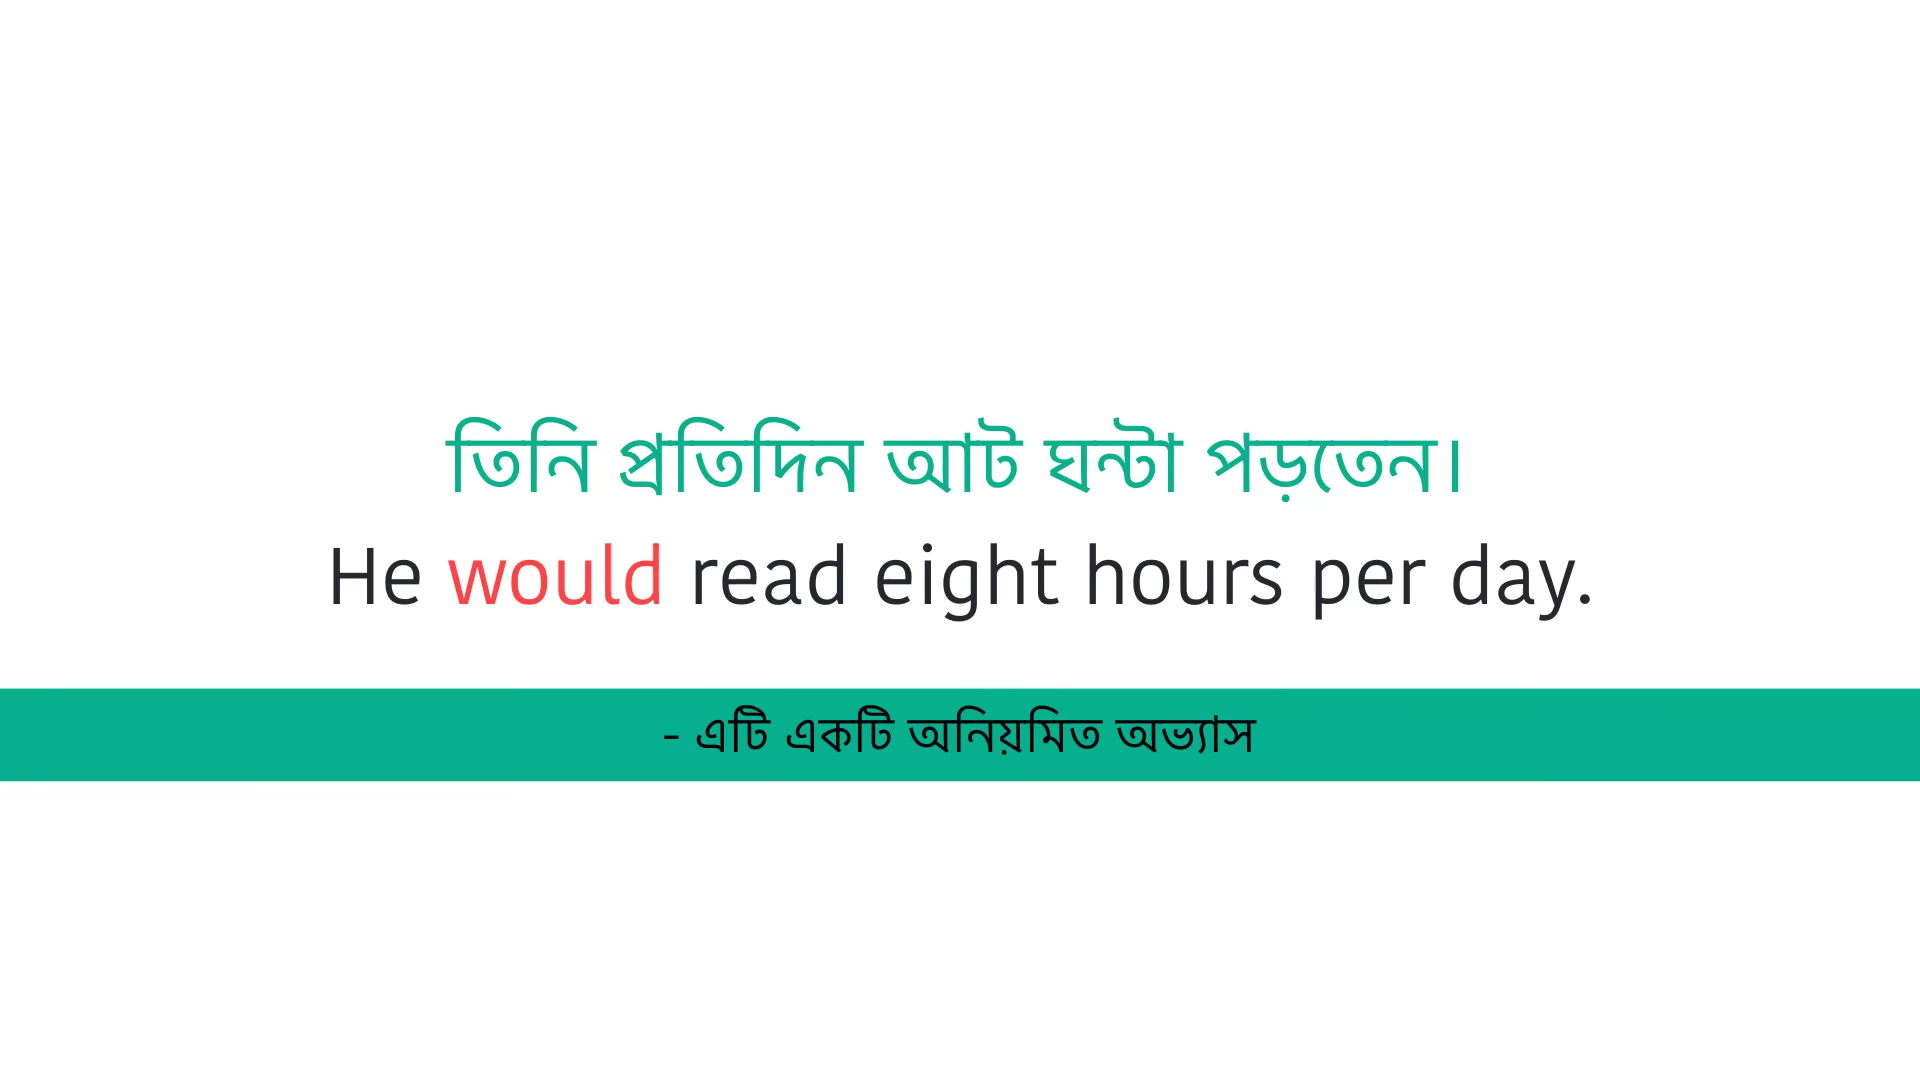 তিনি প্রতিদিন আট ঘন্টা পড়তেন।
He would read eight hours per day.
- এটি একটি অনিয়মিত অভ্যাস